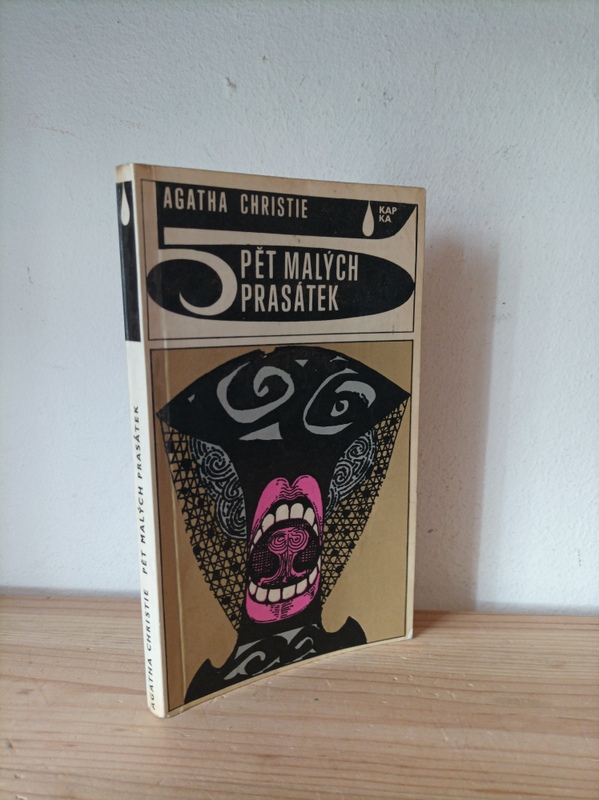 AGATHA CHRISTIE
KAP
KA
5
PĚT MALÝCH
PRASÁTEK
AGATHA CHRISTIE PĚT MALÝCH PRASÁTEK